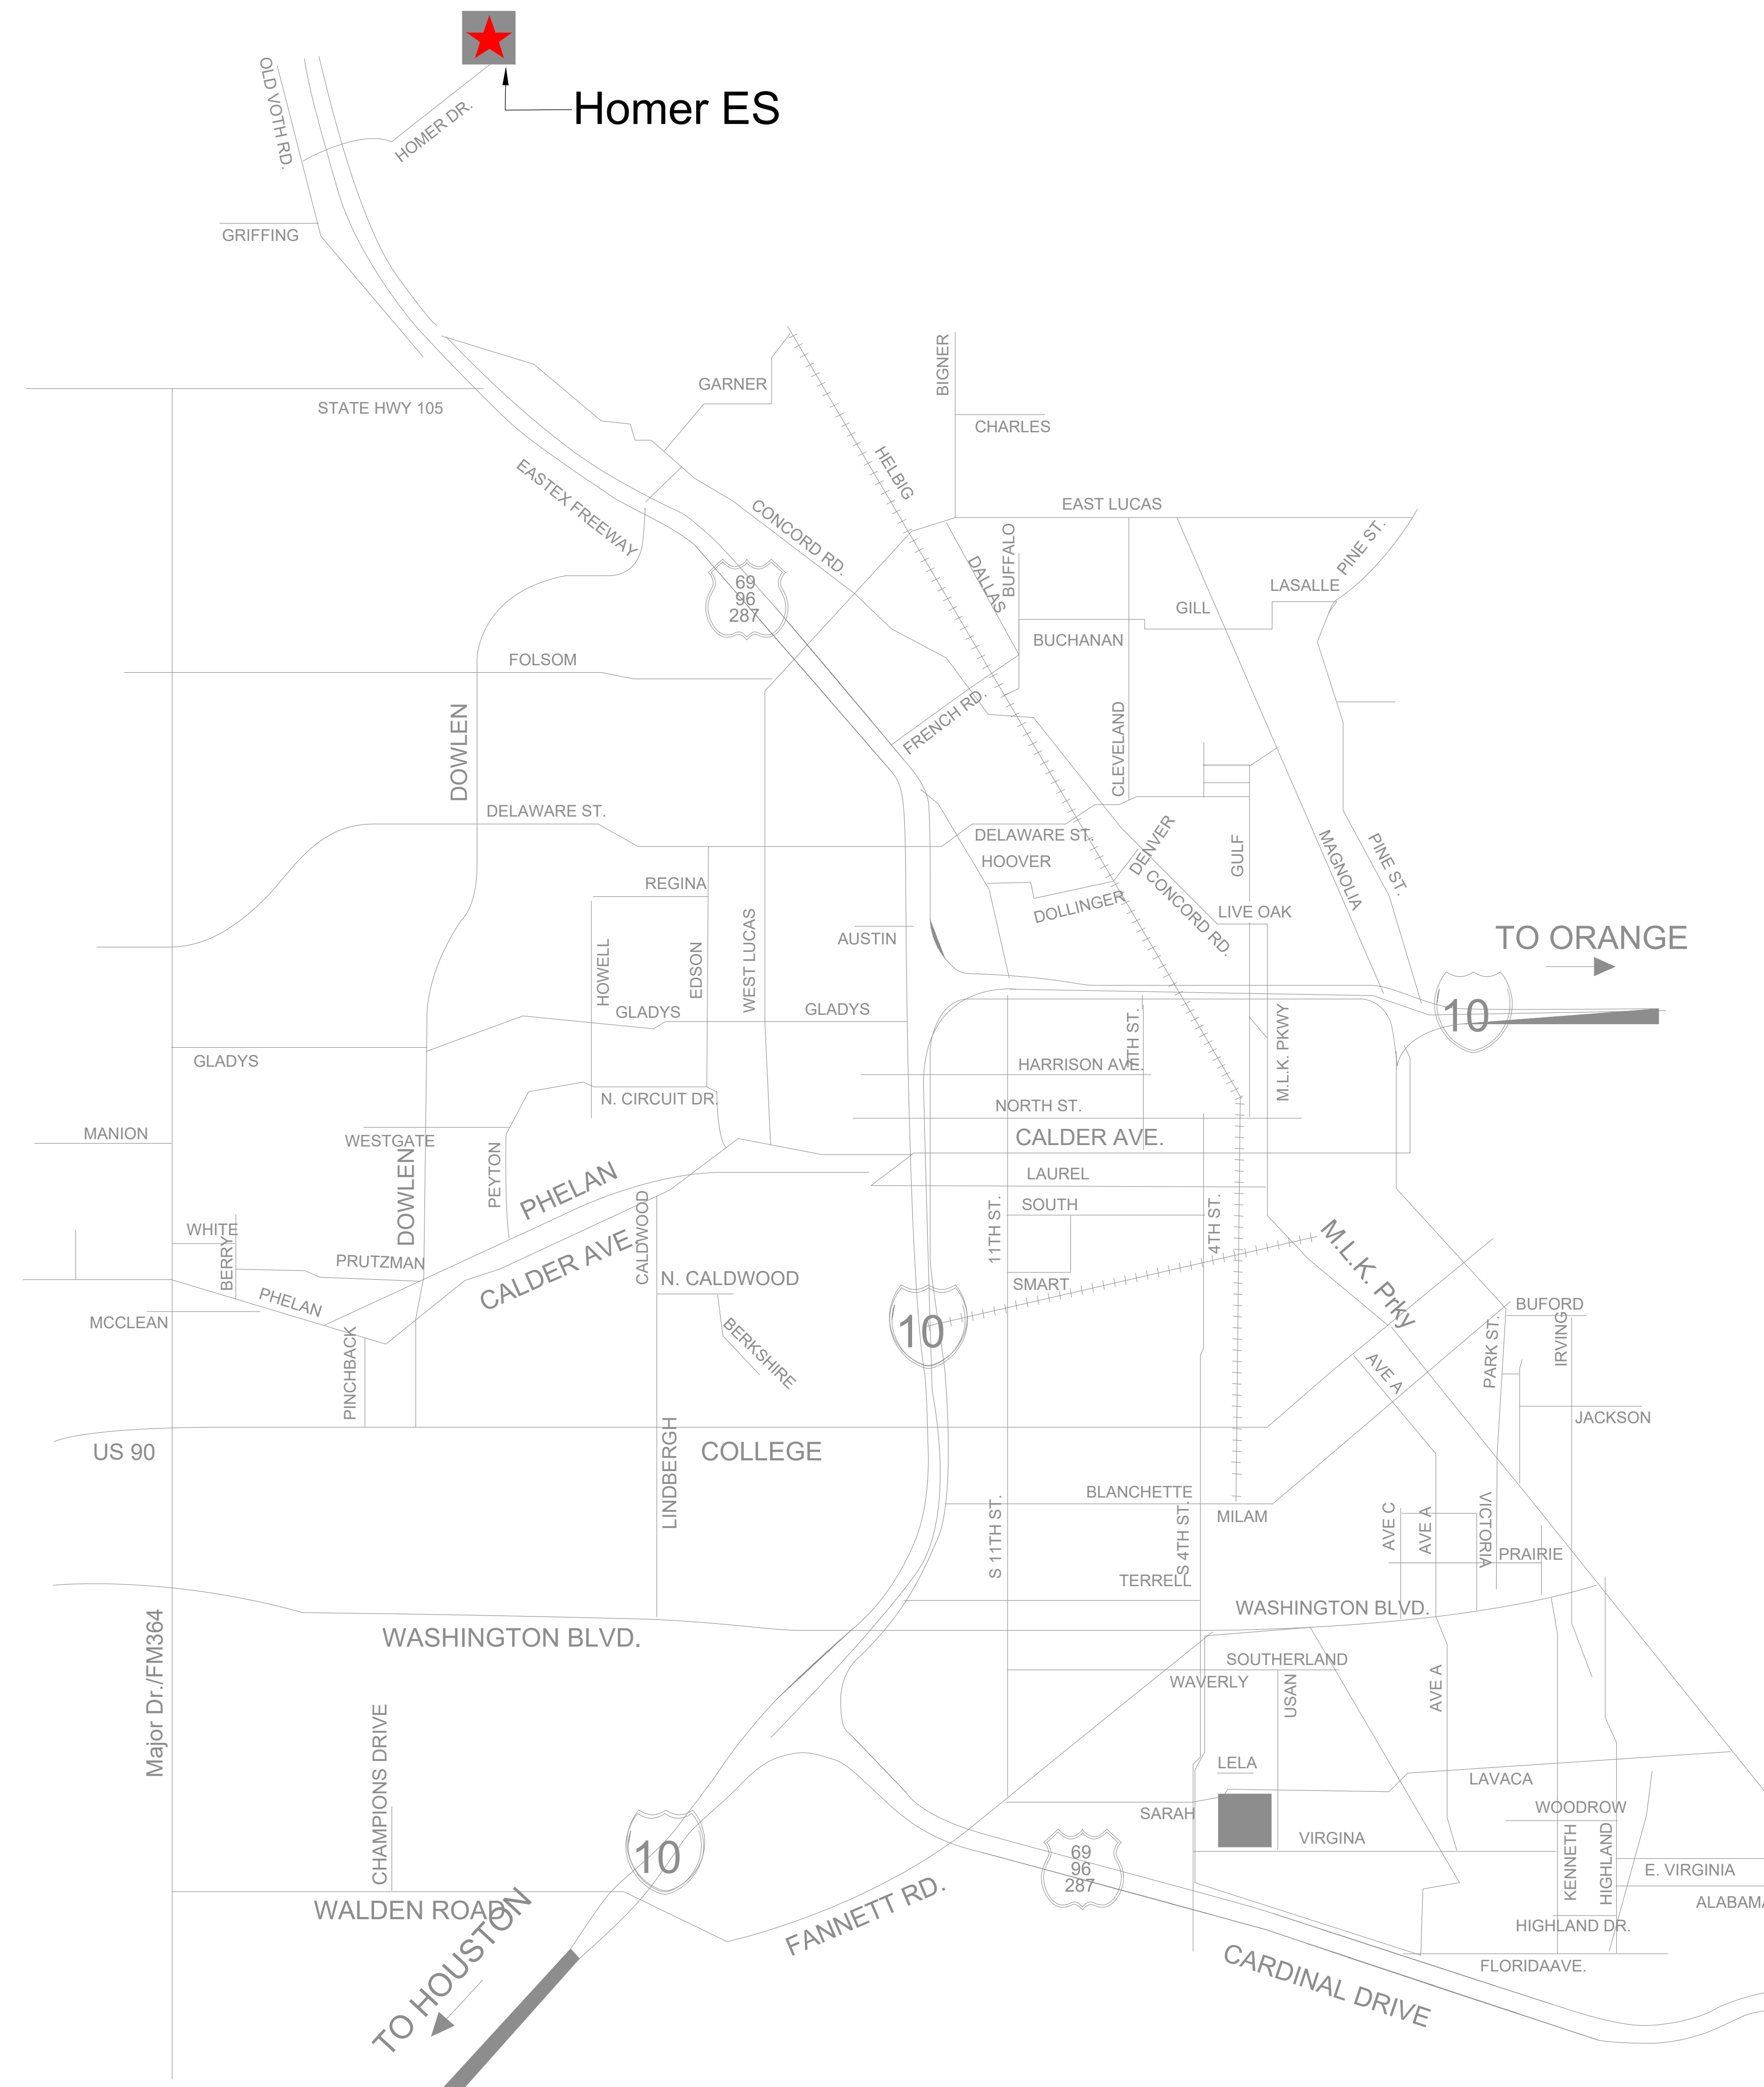 Homer ES
OLD VOTH RD.
HOMER DR.
GRIFFING
STATE HWY 105
GARNER
BIGNER
CHARLES
HELBIG
EASTEX FREEWAY
CONCORD RD.
EAST LUCAS
BUFFALO
DALLAS
PINE ST.
LASALLE
GILL
69
96
287
BUCHANAN
FOLSOM
FRENCH RD.
DOWLEN
CLEVELAND
DELAWARE ST.
DELAWARE ST.
HOOVER
DENVER
GULF
MAGNOLIA
PINE ST.
REGINA
DOLLINGER
CONCORD RD.
LIVE OAK
AUSTIN
TO ORANGE
HOWELL
EDSON
WEST LUCAS
GLADYS
GLADYS
10
GLADYS
7TH ST.
M.L.K. PKWY
HARRISON AVE.
N. CIRCUIT DR.
NORTH ST.
MANION
WESTGATE
CALDER AVE.
DOWLEN
PEYTON
PHELAN
LAUREL
SOUTH
CALDWOOD
11TH ST.
4TH ST.
WHITE
BERRY
PRUTZMAN
CALDER AVE.
N. CALDWOOD
SMART
M.L.K. Prky
PHELAN
MCCLEAN
10
BUFORD
BERKSHIRE
PINCHBACK
PARK ST.
IRVING
AVE A
JACKSON
US 90
COLLEGE
LINDBERGH
BLANCHETTE
MILAM
S 11TH ST.
S 4TH ST.
AVE C
AVE A
VICTORIA
PRAIRIE
TERRELL
WASHINGTON BLVD.
WASHINGTON BLVD.
Major Dr./FM364
SOUTHERLAND
WAVERLY
USAN
AVE A
CHAMPIONS DRIVE
LELA
LAVACA
SARAH
WOODROW
VIRGINA
10
69
96
287
KENNETH
HIGHLAND
E. VIRGINIA
ALABAMA
WALDEN ROAD
FANNETT RD.
HIGHLAND DR.
FLORIDAAVE.
TO HOUSTON
CARDINAL DRIVE